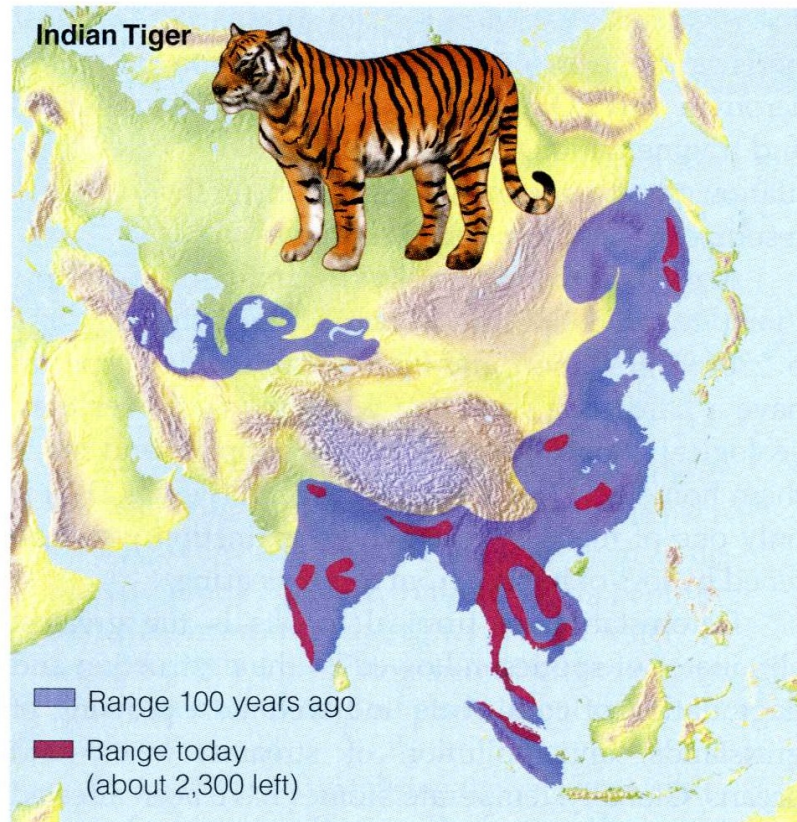 Indian Tiger
Range 100 years ago
Range today
(about 2,300 left)